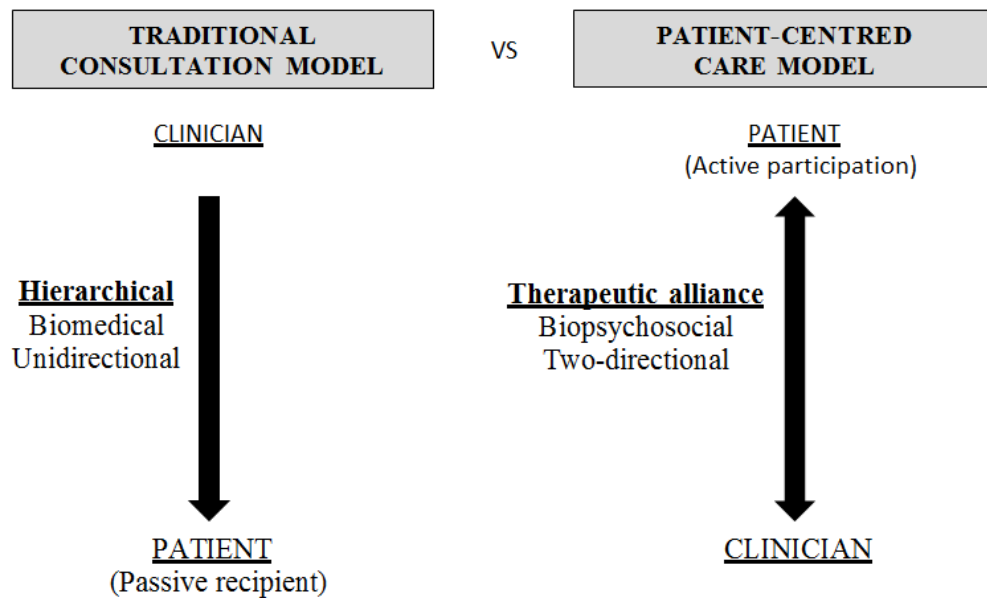 TRADITIONAL
CONSULTATION MODEL
VS
PATIENT-CENTRED
CARE MODEL
CLINICIAN
Hierarchical
Biomedical
Unidirectional
PATIENT
(Passive recipient)
PATIENT
(Active participation)
Therapeutic alliance
Biopsychosocial
Two-directional
CLINICIAN